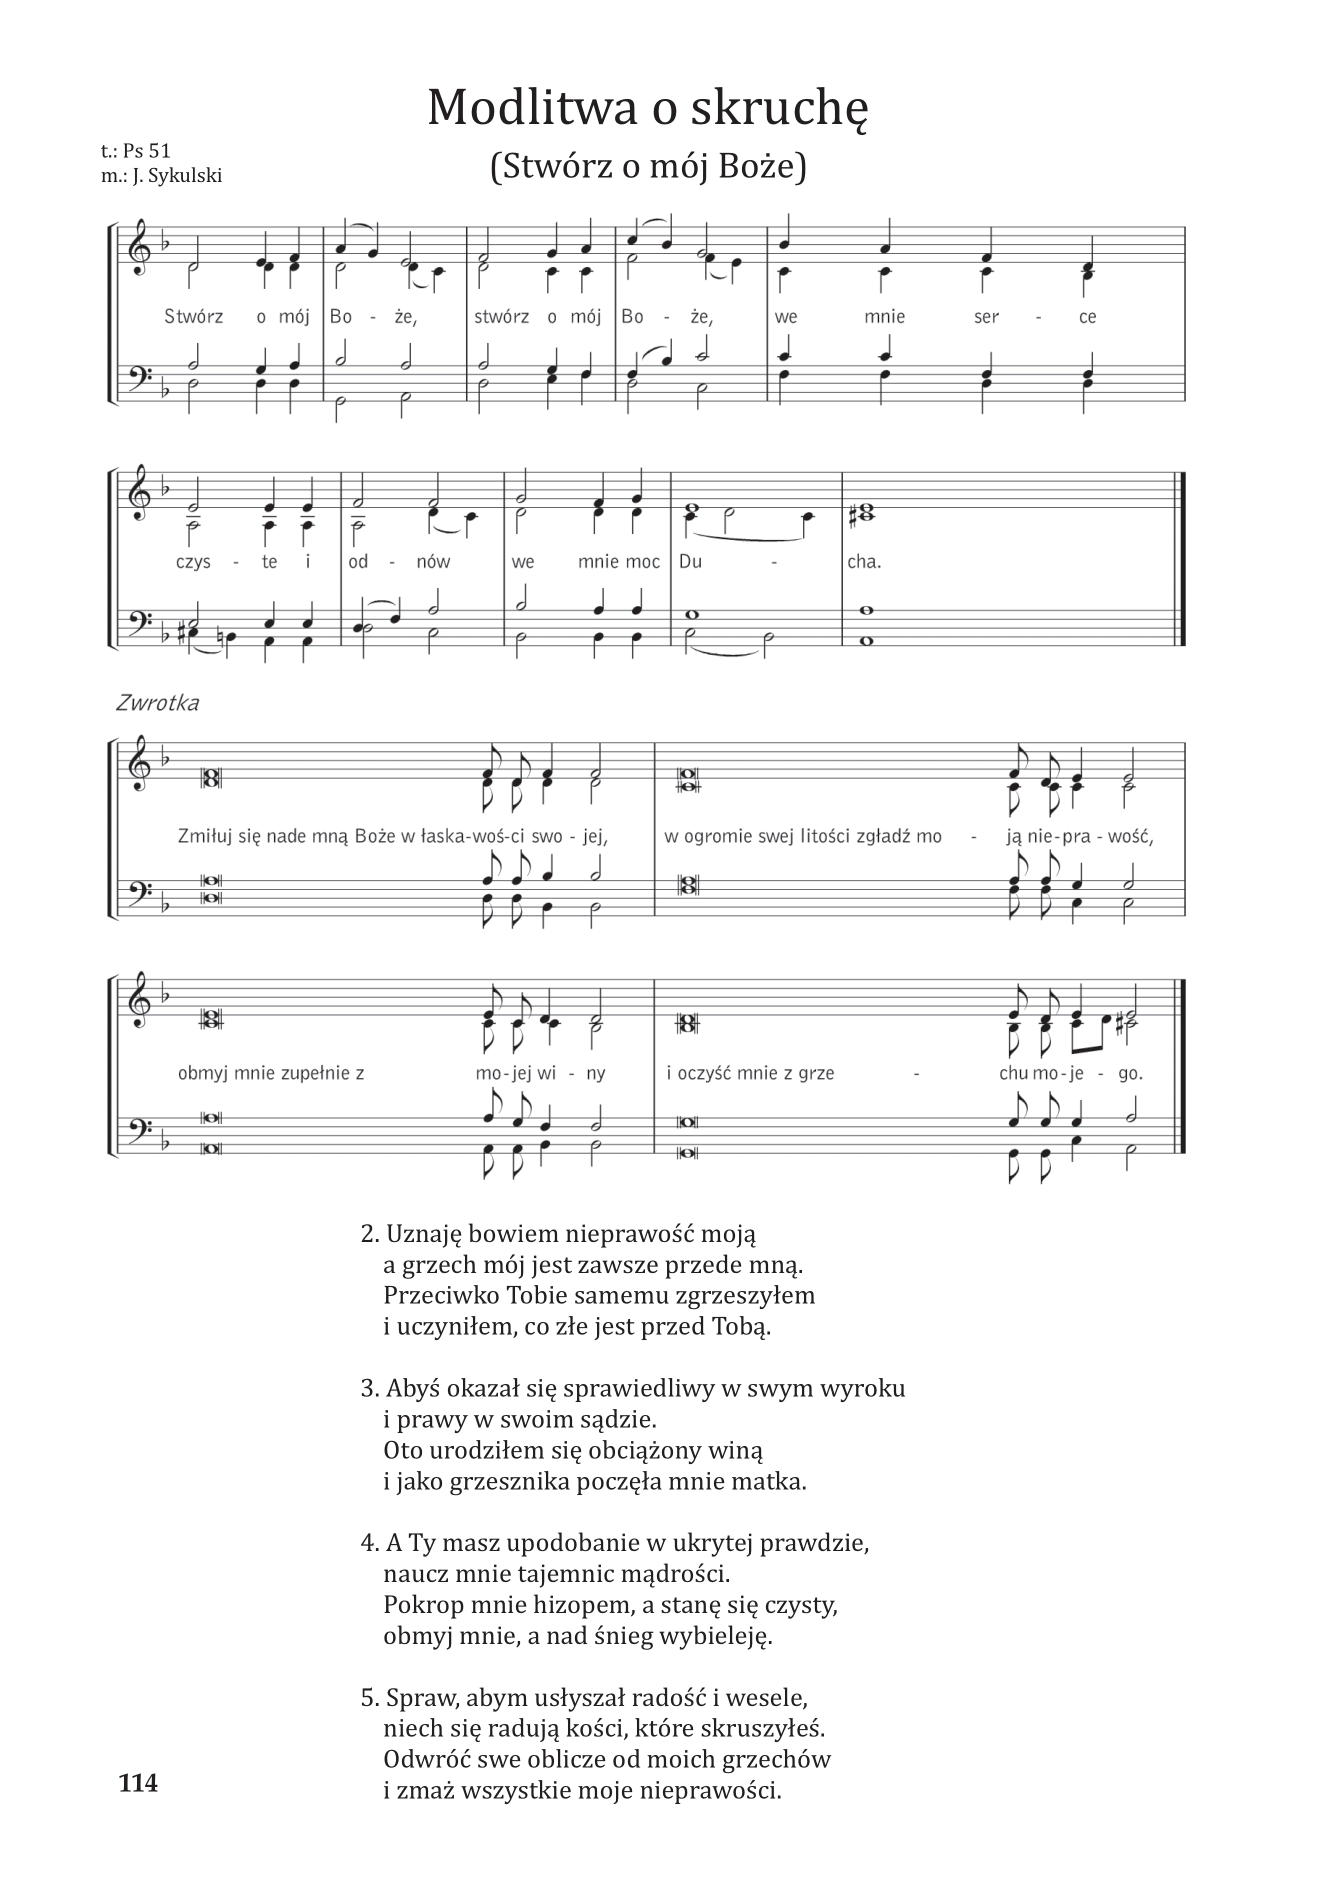 Modlitwa o skruchę
t.: Ps 51
(Stwórz o mój Boże)
m.: J. Sykulski
Stwórz o mój Bo - że, stwórz o mój Bo - że, we mnie ser - ce
czys - te i od - nów we mnie moc Du - cha.
Zwrotka
Zmiłuj się nade mną Boże w łaska-woś-ci swo - jej, w ogromie swej litości zgładź mo - ją nie-pra - wość,
obmyj mnie zupełnie z mo-jej wi - ny i oczyść mnie z grze - chu mo-je - go.
2. Uznaję bowiem nieprawość moją
a grzech mój jest zawsze przede mną.
Przeciwko Tobie samemu zgrzeszyłem
i uczyniłem, co złe jest przed Tobą.
3. Abyś okazał się sprawiedliwy w swym wyroku
i prawy w swoim sądzie.
Oto urodziłem się obciążony winą
i jako grzesznika poczęła mnie matka.
4. A Ty masz upodobanie w ukrytej prawdzie,
naucz mnie tajemnic mądrości.
Pokrop mnie hizopem, a stanę się czysty,
obmyj mnie, a nad śnieg wybieleję.
5. Spraw, abym usłyszał radość i wesele,
niech się radują kości, które skruszyłeś.
Odwróć swe oblicze od moich grzechów
i zmaż wszystkie moje nieprawości.
114